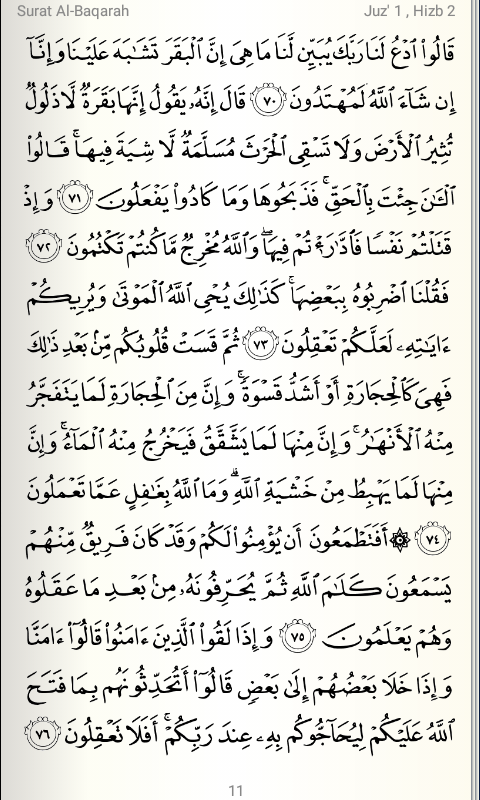 Surat Al-Baqarah
Juz' 1 , Hizb 2
قَالُوا۟ ٱدْعُ لَنَا رَبَّكَ يُبَيِّن لَّنَا مَا هِىَ إِنَّ ٱلْبَقَرَ تَشَـٰبَهَ عَلَيْنَا وَإِنَّآ
إِن شَآءَ ٱللَّهُ لَمُهْتَدُونَ ٧٠ قَالَ إِنَّهُۥ يَقُولُ إِنَّهَا بَقَرَةٌ لَّا ذَلُولٌ
تُثِيرُ ٱلْأَرْضَ وَلَا تَسْقِى ٱلْحَرْثَ مُسَلَّمَةٌ لَّا شِيَةَ فِيهَا ۚ قَالُوا۟
ٱلْـَٔـٰنَ جِئْتَ بِٱلْحَقِّ ۚ فَذَبَحُوهَا وَمَا كَادُوا۟ يَفْعَلُونَ ٧١ وَإِذْ
قَتَلْتُمْ نَفْسًا فَٱدَّٰرَْٰٔتُمْ فِيهَا ۖ وَٱللَّهُ مُخْرِجٌ مَّا كُنتُمْ تَكْتُمُونَ ٧٢
فَقُلْنَا ٱضْرِبُوهُ بِبَعْضِهَا ۚ كَذَٰلِكَ يُحْىِ ٱللَّهُ ٱلْمَوْتَىٰ وَيُرِيكُمْ
ءَايَـٰتِهِۦ لَعَلَّكُمْ تَعْقِلُونَ ٧٣ ثُمَّ قَسَتْ قُلُوبُكُم مِّنۢ بَعْدِ ذَٰلِكَ
فَهِىَ كَٱلْحِجَارَةِ أَوْ أَشَدُّ قَسْوَةً ۚ وَإِنَّ مِنَ ٱلْحِجَارَةِ لَمَا يَتَفَجَّرُ
مِنْهُ ٱلْأَنْهَـٰرُ ۚ وَإِنَّ مِنْهَا لَمَا يَشَّقَّقُ فَيَخْرُجُ مِنْهُ ٱلْمَآءُ ۚ وَإِنَّ
مِنْهَا لَمَا يَهْبِطُ مِنْ خَشْيَةِ ٱللَّهِ ۗ وَمَا ٱللَّهُ بِغَـٰفِلٍ عَمَّا تَعْمَلُونَ
٧٤ ۞ أَفَتَطْمَعُونَ أَن يُؤْمِنُوا۟ لَكُمْ وَقَدْ كَانَ فَرِيقٌ مِّنْهُمْ
يَسْمَعُونَ كَلَـٰمَ ٱللَّهِ ثُمَّ يُحَرِّفُونَهُۥ مِنۢ بَعْدِ مَا عَقَلُوهُ
وَهُمْ يَعْلَمُونَ ٧٥ وَإِذَا لَقُوا۟ ٱلَّذِينَ ءَامَنُوا۟ قَالُوٓا۟ ءَامَنَّا
وَإِذَا خَلَا بَعْضُهُمْ إِلَىٰ بَعْضٍ قَالُوٓا۟ أَتُحَدِّثُونَهُم بِمَا فَتَحَ
ٱللَّهُ عَلَيْكُمْ لِيُحَآجُّوكُم بِهِۦ عِندَ رَبِّكُمْ ۚ أَفَلَا تَعْقِلُونَ ٧٦
11